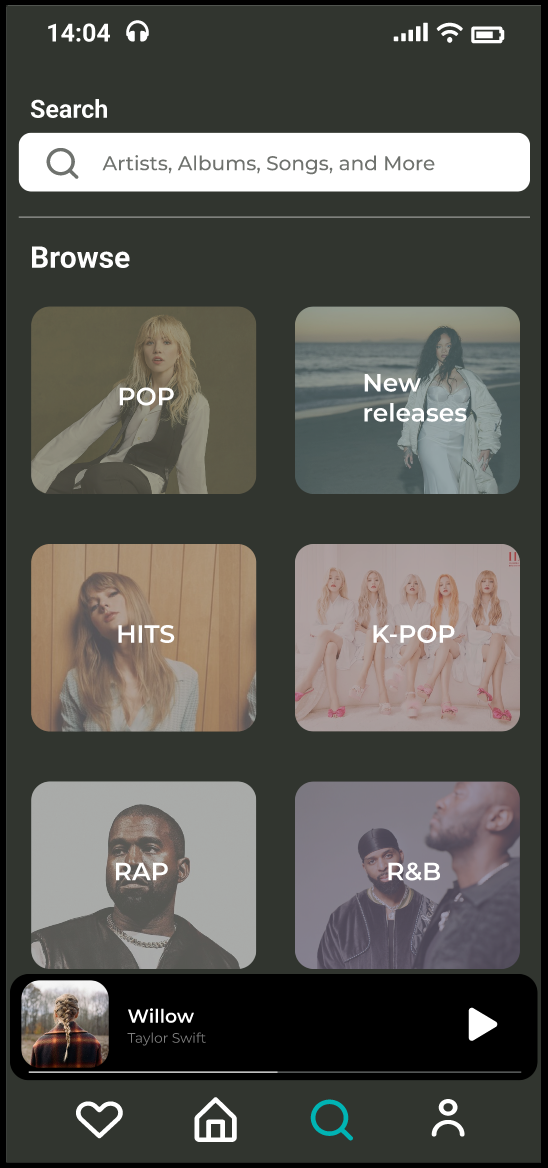 14:04
Search
Artists, Albums, Songs, and More
Browse
POP
New
releases
HITS
K-POP
RAP
R&B
Willow
Taylor Swift